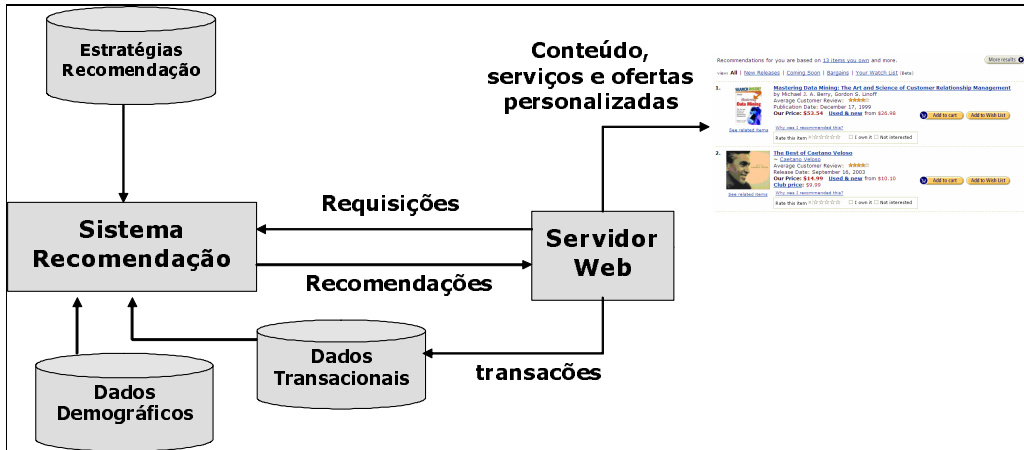 Estratégias
Recomendação
Conteúdo,
serviços e ofertas
personalizadas
Requisições
Sistema
Recomendação
Servidor
Web
Recomendações
Dados
Transacionais
transacões
Dados
Demográficos
Recommendations for you are based on 13 items you own and more.
More results
view: All | New Releases | Coming Soon | Bargains | Your Watch List (Beta)
1.
Mastering Data Mining: The Art and Science of Customer Relationship Management
by Michael J. A. Berry, Gordon S. Linoff
Average Customer Review:
Publication Date: December 17, 1999
Our Price: $53.54 Used & new from $26.98
Add to cart
Add to Wish List
Data Mining
See related items
Why was I recommended this?
Rate this item
I own it
Not interested
2.
The Best of Caetano Veloso
~ Caetano Veloso
Average Customer Review:
Release Date: September 16, 2003
Our Price: $14.99 Used & new from $10.10
Club price: $9.99
Add to cart
Add to Wish List
See related items
Why was I recommended this?
Rate this item
I own it
Not interested